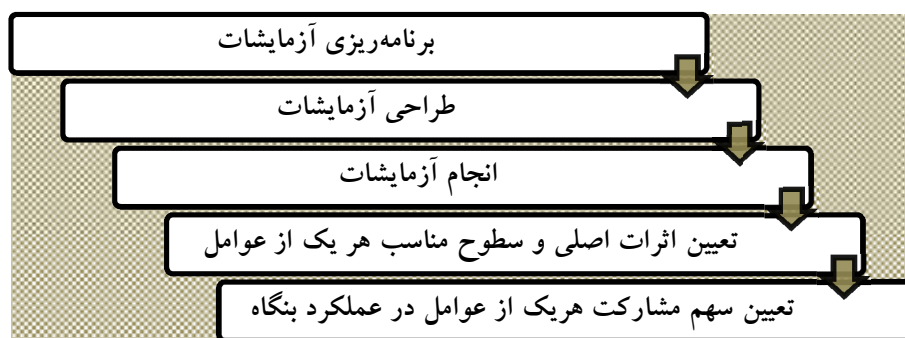 برنامه‌ریزی آزمایشات
طراحی آزمایشات
انجام آزمایشات
تعیین اثرات اصلی و سطوح مناسب هر یک از عوامل
تعیین سهم مشارکت هریک از عوامل در عملکرد بنگاه